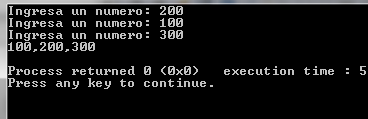 Ingresa un numero: 200
Ingresa un numero: 100
Ingresa un numero: 300
100,200,300
Process returned 0 (0x0)   execution time : 5
Press any key to continue.